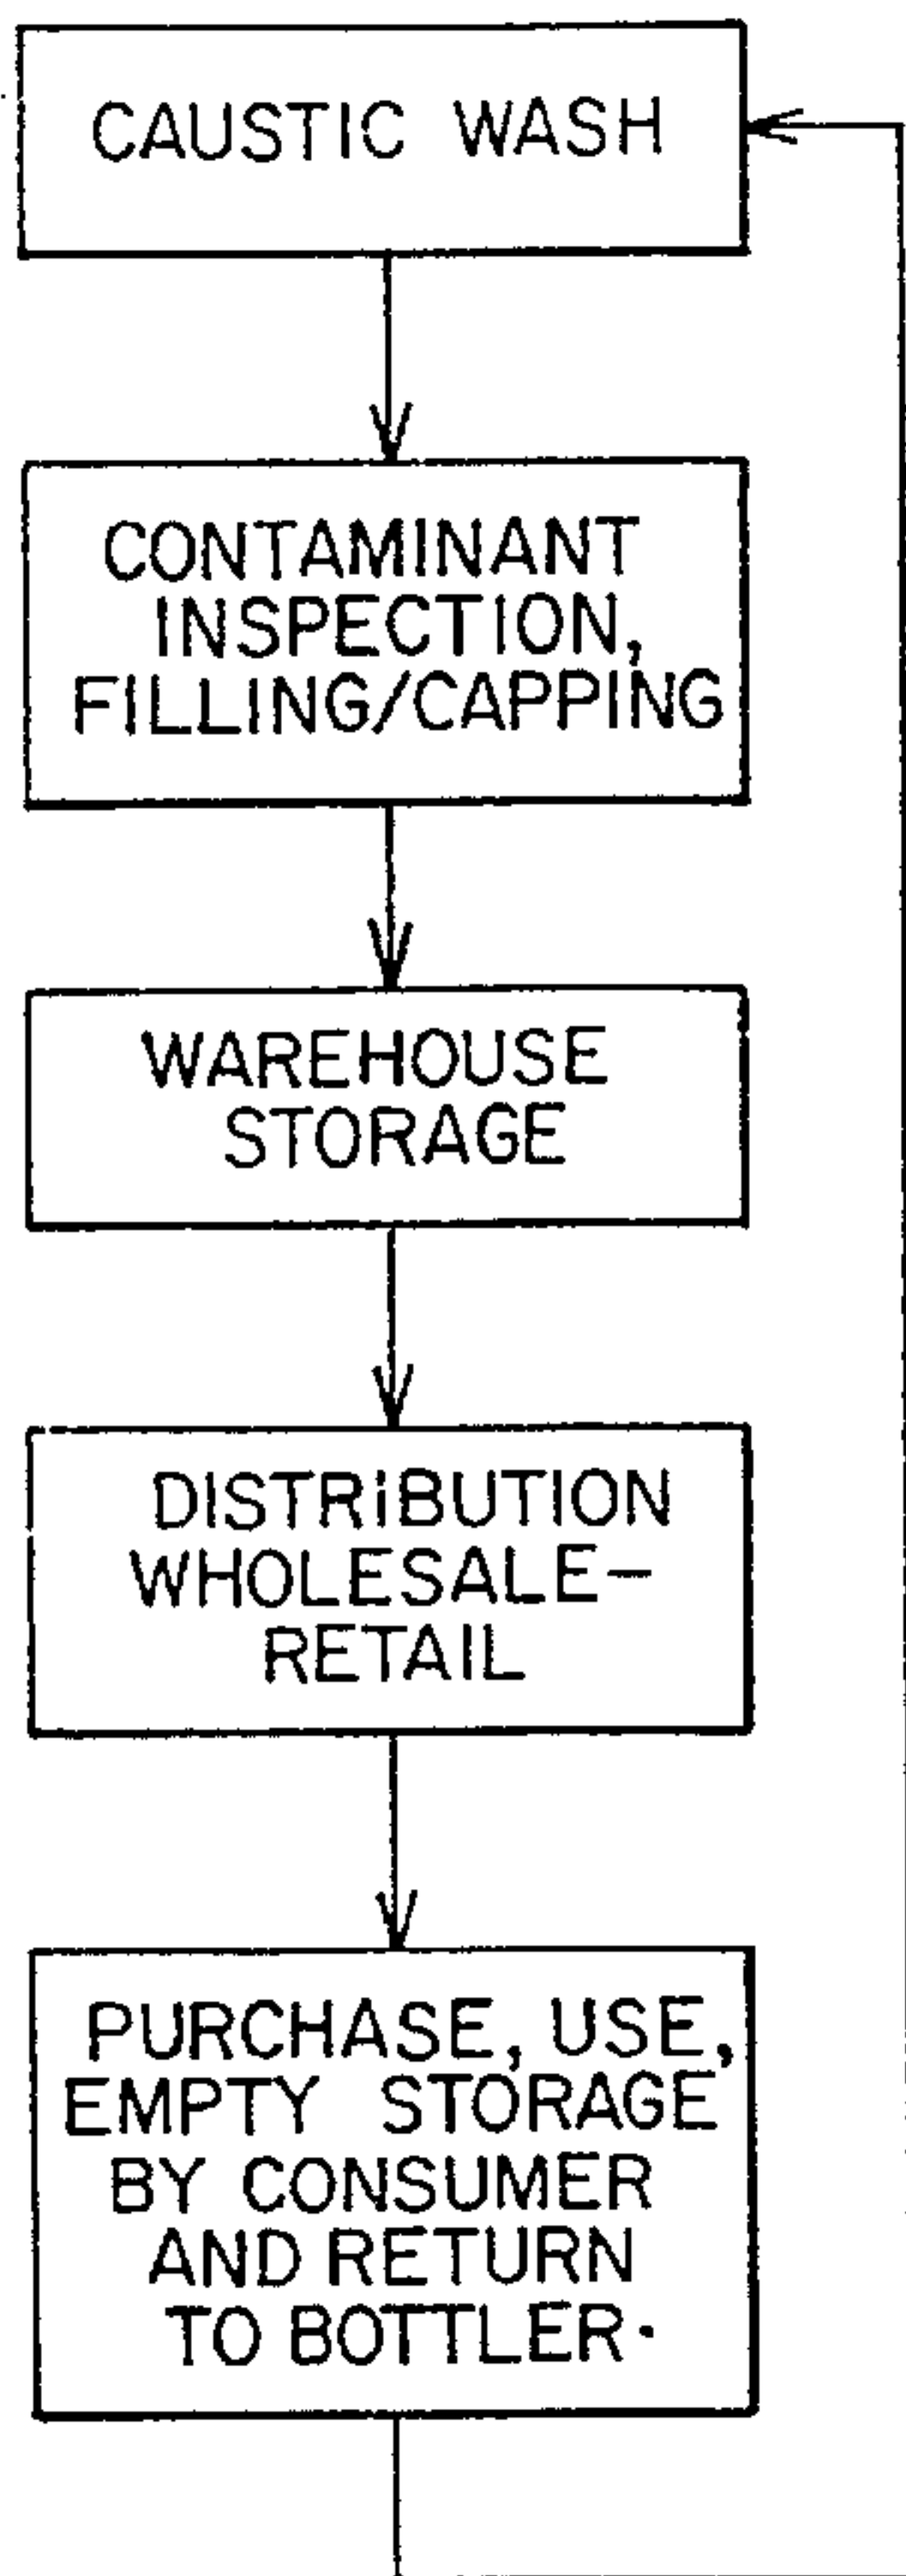 CAUSTIC WASH
CONTAMINANT
INSPECTION,
FILLING/CAPPING
WAREHOUSE
STORAGE
DISTRiBUTION
WHOLESALE-
RETAIL
PURCHASE, USE,
EMPTY STORAGE
BY CONSUMER
AND RETURN
TO BOTTLER.